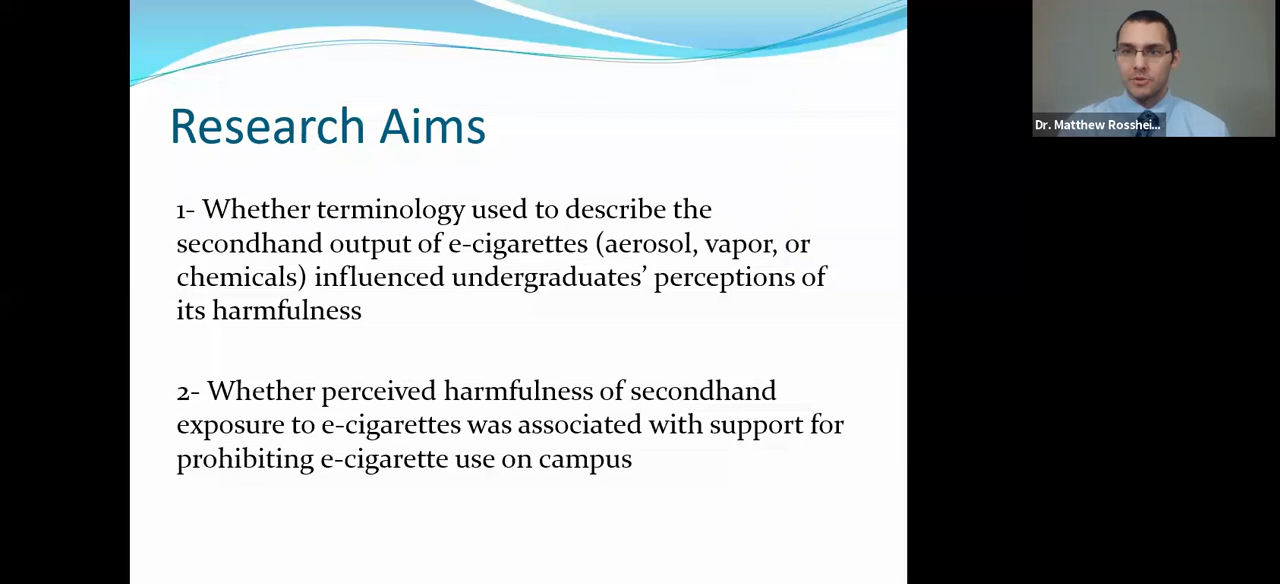 Research Aims
1- Whether terminology used to describe the
secondhand output of e-cigarettes (aerosol, vapor, or
chemicals) influenced undergraduates’ perceptions of
its harmfulness
2- Whether perceived harmfulness of secondhand
exposure to e-cigarettes was associated with support for
prohibiting e-cigarette use on campus
Dr. Matthew Rosshei...